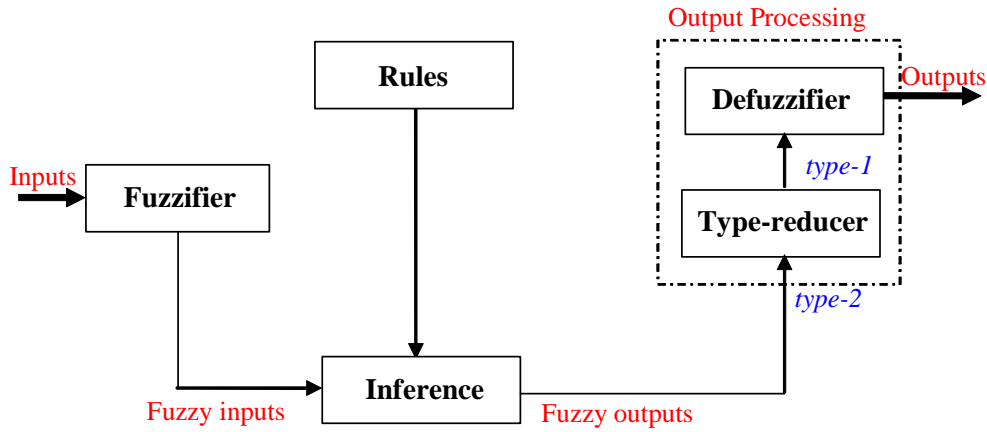 Output Processing
Rules
Defuzzifier
Outputs
type-1
Inputs
Fuzzifier
Type-reducer
type-2
Inference
Fuzzy inputs
Fuzzy outputs